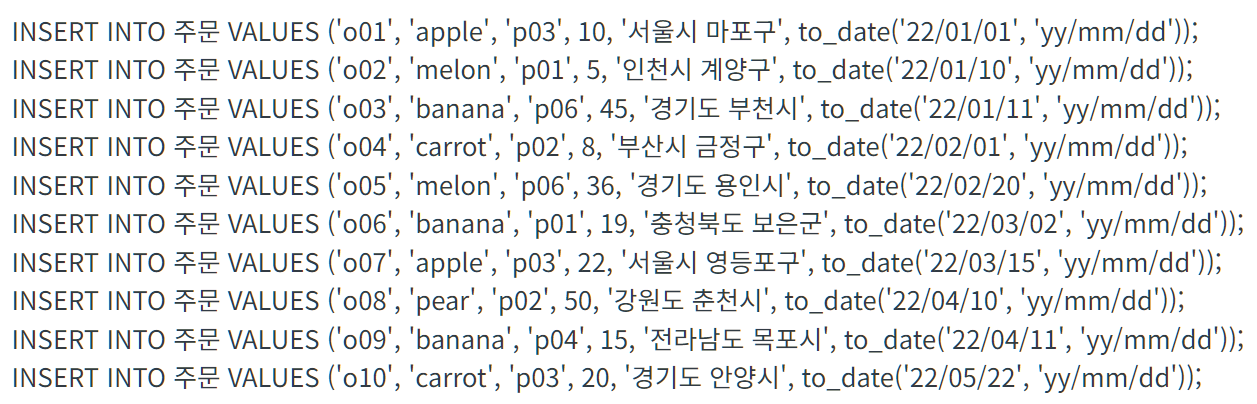 INSERT INTO 주문 VALUES ('o01', 'apple', 'p03', 10, '서울시 마포구', to_date('22/01/01', 'yy/mm/dd'));
INSERT INTO 주문 VALUES ('o02', 'melon', 'p01', 5, '인천시 계양구', to_date('22/01/10', 'yy/mm/dd'));
INSERT INTO 주문 VALUES ('o03', 'banana', 'p06', 45, '경기도 부천시', to_date('22/01/11', 'yy/mm/dd'));
INSERT INTO 주문 VALUES ('o04', 'carrot', 'p02', 8, '부산시 금정구', to_date('22/02/01', 'yy/mm/dd'));
INSERT INTO 주문 VALUES ('o05', 'melon', 'p06', 36, '경기도 용인시', to_date('22/02/20', 'yy/mm/dd'));
INSERT INTO 주문 VALUES ('o06', 'banana', 'p01', 19, '충청북도 보은군', to_date('22/03/02', 'yy/mm/dd'));
INSERT INTO 주문 VALUES ('o07', 'apple', 'p03', 22, '서울시 영등포구', to_date('22/03/15', 'yy/mm/dd'));
INSERT INTO 주문 VALUES ('o08', 'pear', 'p02', 50, '강원도 춘천시', to_date('22/04/10', 'yy/mm/dd'));
INSERT INTO 주문 VALUES ('o09', 'banana', 'p04', 15, '전라남도 목포시', to_date('22/04/11', 'yy/mm/dd'));
INSERT INTO 주문 VALUES ('o10', 'carrot', 'p03', 20, '경기도 안양시', to_date('22/05/22', 'yy/mm/dd'));